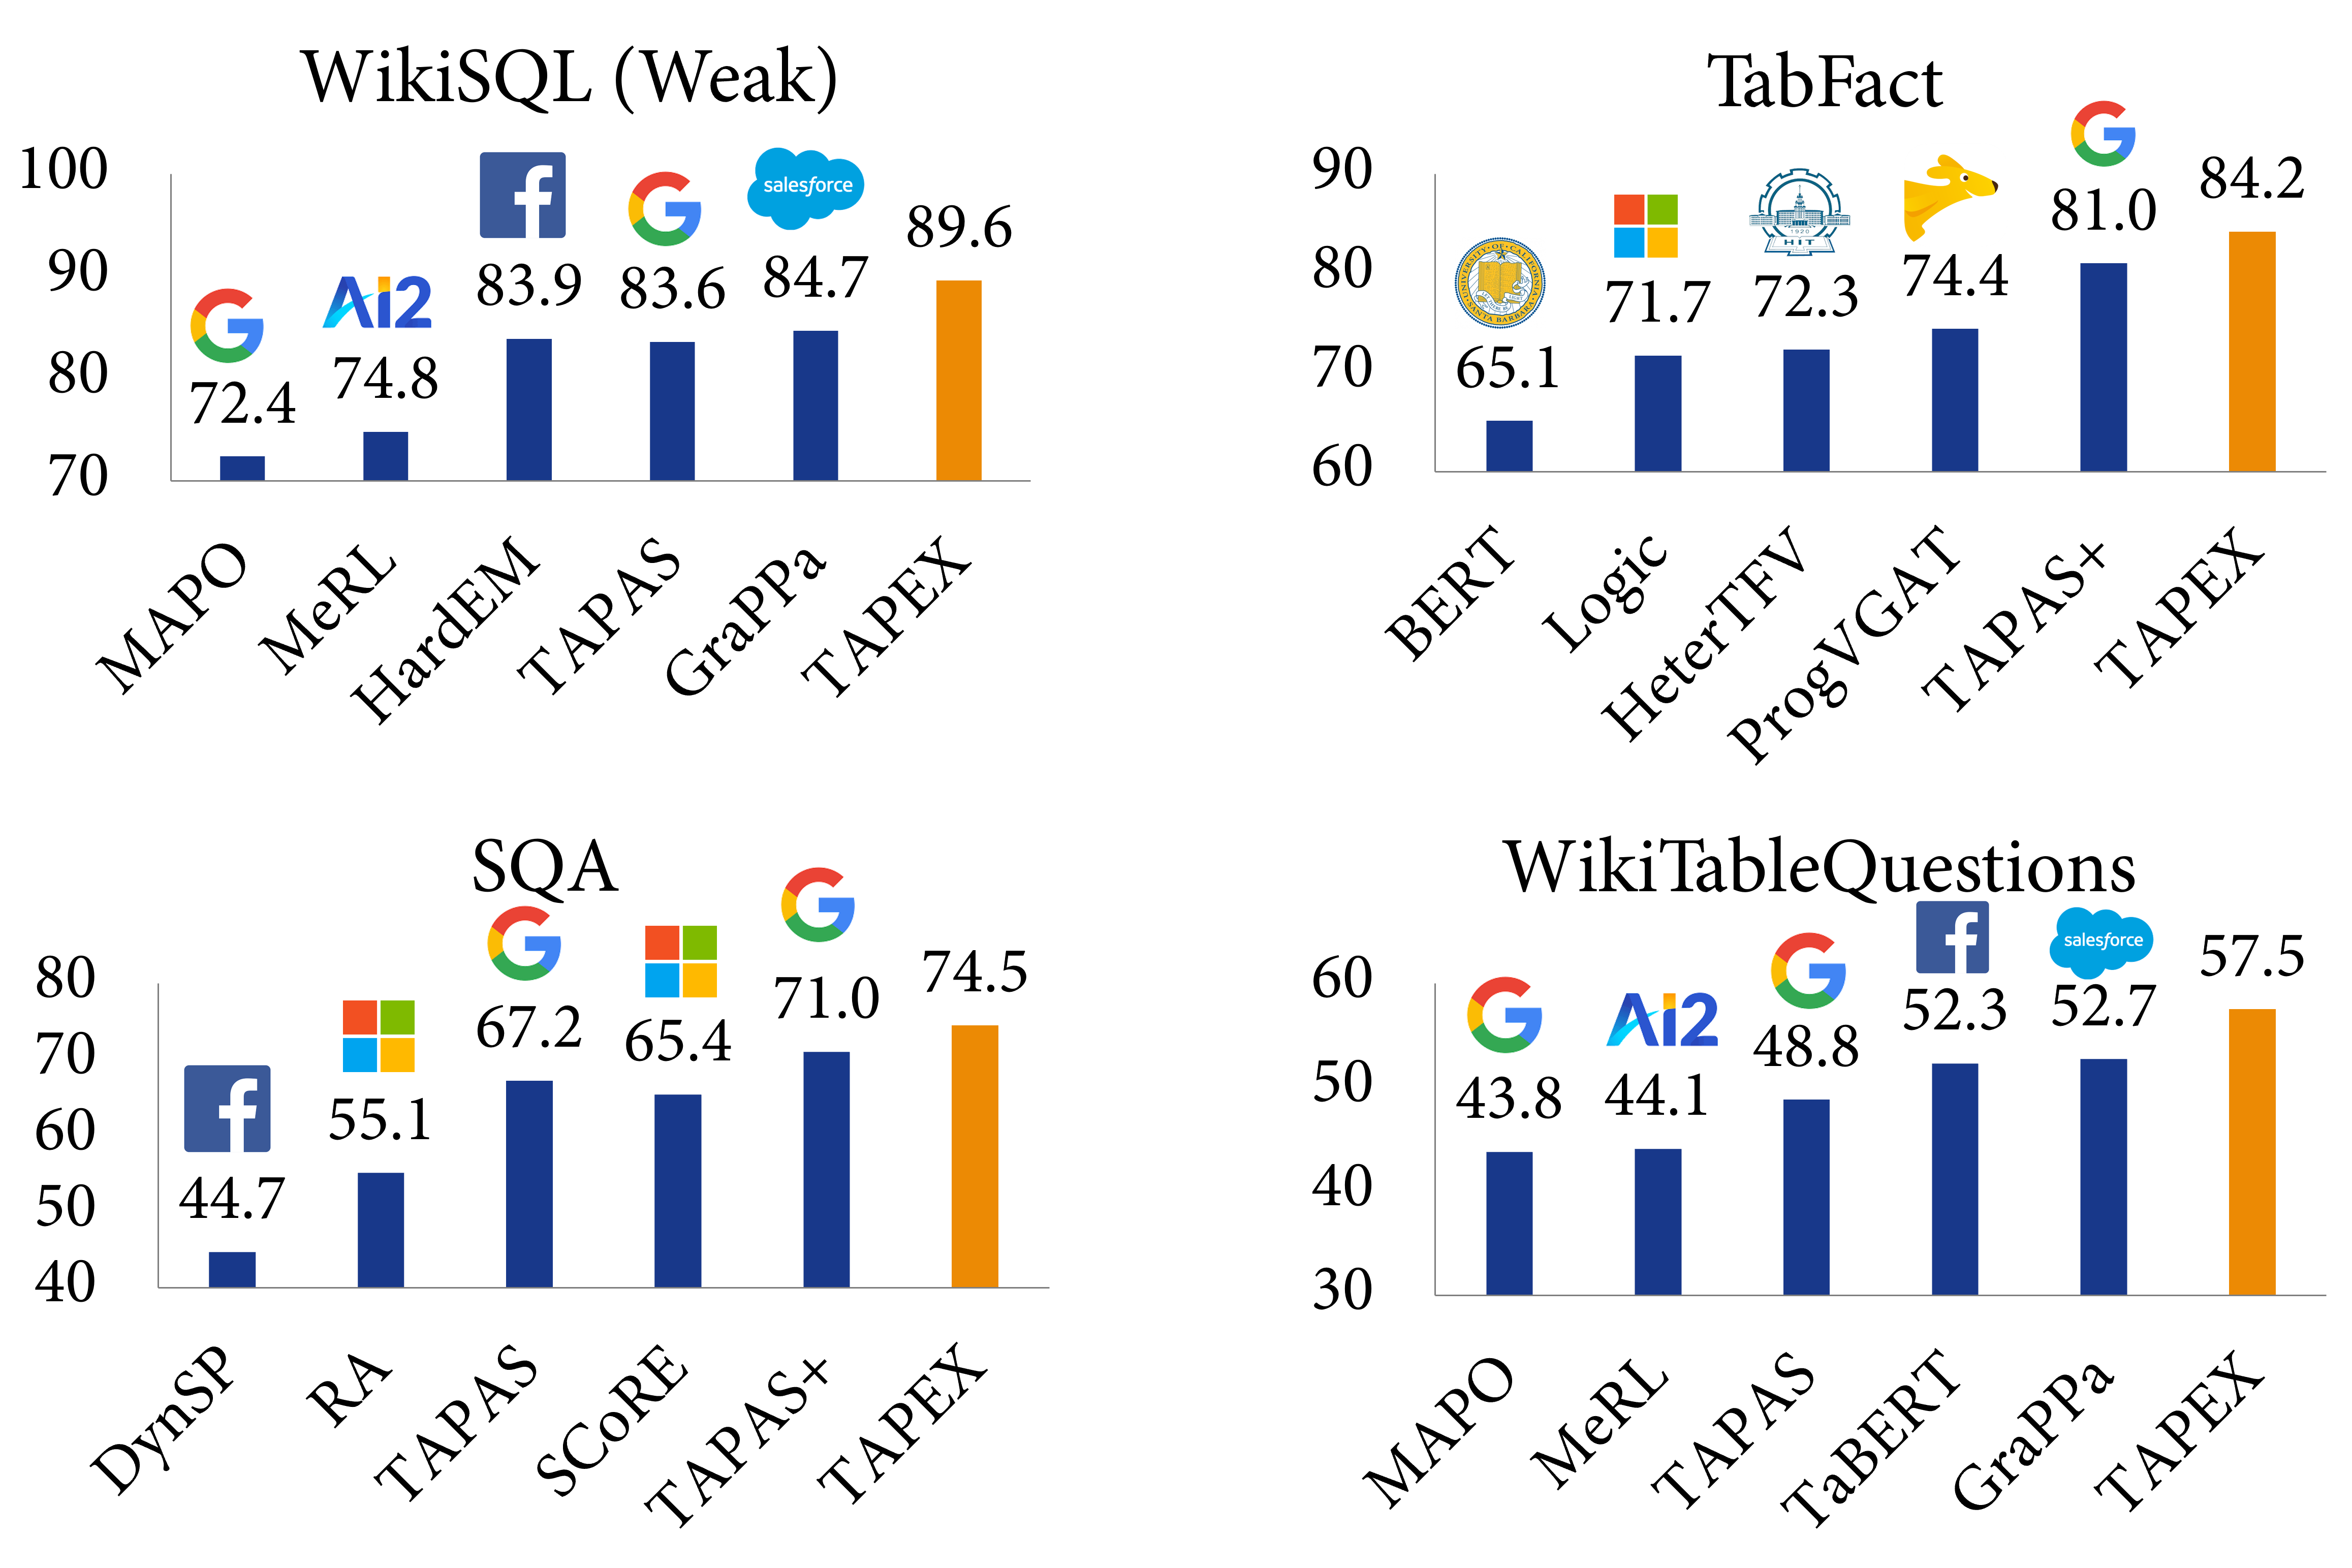 WikiSQL (Weak)
100
90
80
70
72.4
74.8
83.9
83.6
84.7
89.6
Ai2
salesforce
MAPO
MeRL
HardEM
TAPAS
GraPPa
TAPEX
TabFact
90
80
70
60
65.1
71.7
72.3
74.4
81.0
84.2
1920
HIT
BERT
Logic
HeterTFV
ProgVGAT
TAPAS+
TAPEX
SQA
80
70
60
50
40
44.7
55.1
67.2
65.4
71.0
74.5
DynSP
RA
TAPAS
SCoRE
TAPAS+
TAPEX
WikiTableQuestions
60
50
40
30
43.8
44.1
48.8
52.3
52.7
57.5
Ai2
salesforce
MAPO
MeRL
TAPAS
TaBERT
GraPPa
TAPEX